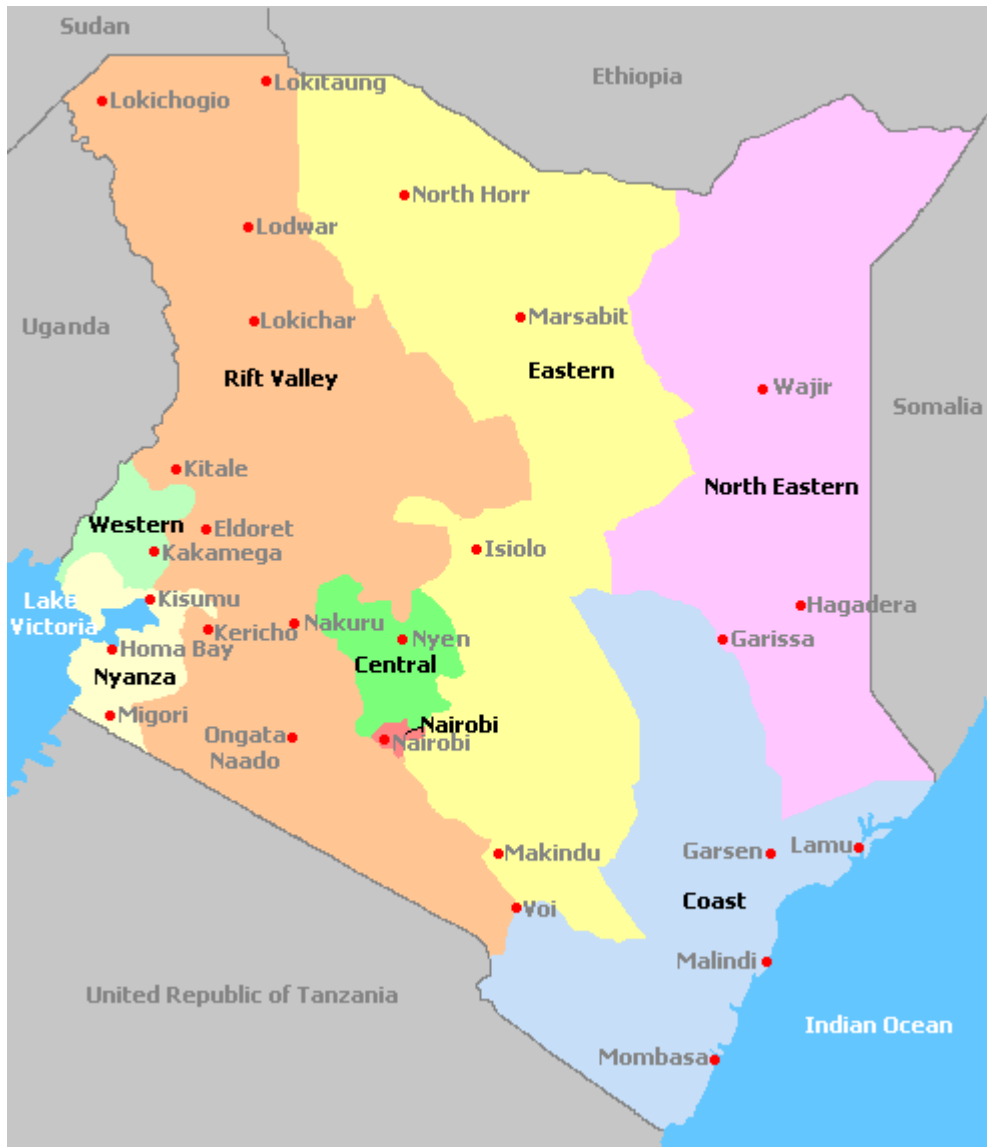 Sudan
Ethiopia
Lokitaung
Lokichogio
North Horr
Lodwar
Uganda
Lokichar
Marsabit
Rift Valley
Eastern
Wajir
Somalia
Kitale
North Eastern
Western
Eldoret
Kakamega
Isiolo
Lake
Victoria
Kisumu
Hagadera
Kericho
Nakuru
Nyen
Garissa
Homa Bay
Central
Nyanza
Migori
Nairobi
Ongata
Naado
Nairobi
Makindu
Garsen
Lamu
Voi
Coast
Malindi
United Republic of Tanzania
Indian Ocean
Mombasa